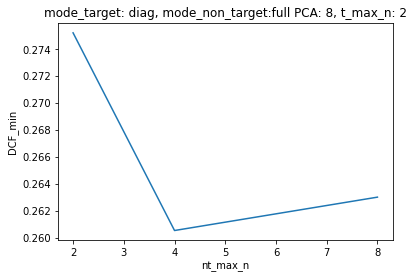 mode_target: diag, mode_non_target:full PCA: 8, t_max_n: 2
0.274
0.272
0.270
0.268
0.266
0.264
0.262
0.260
DCF_min
2 3 4 5 6 7 8
nt_max_n